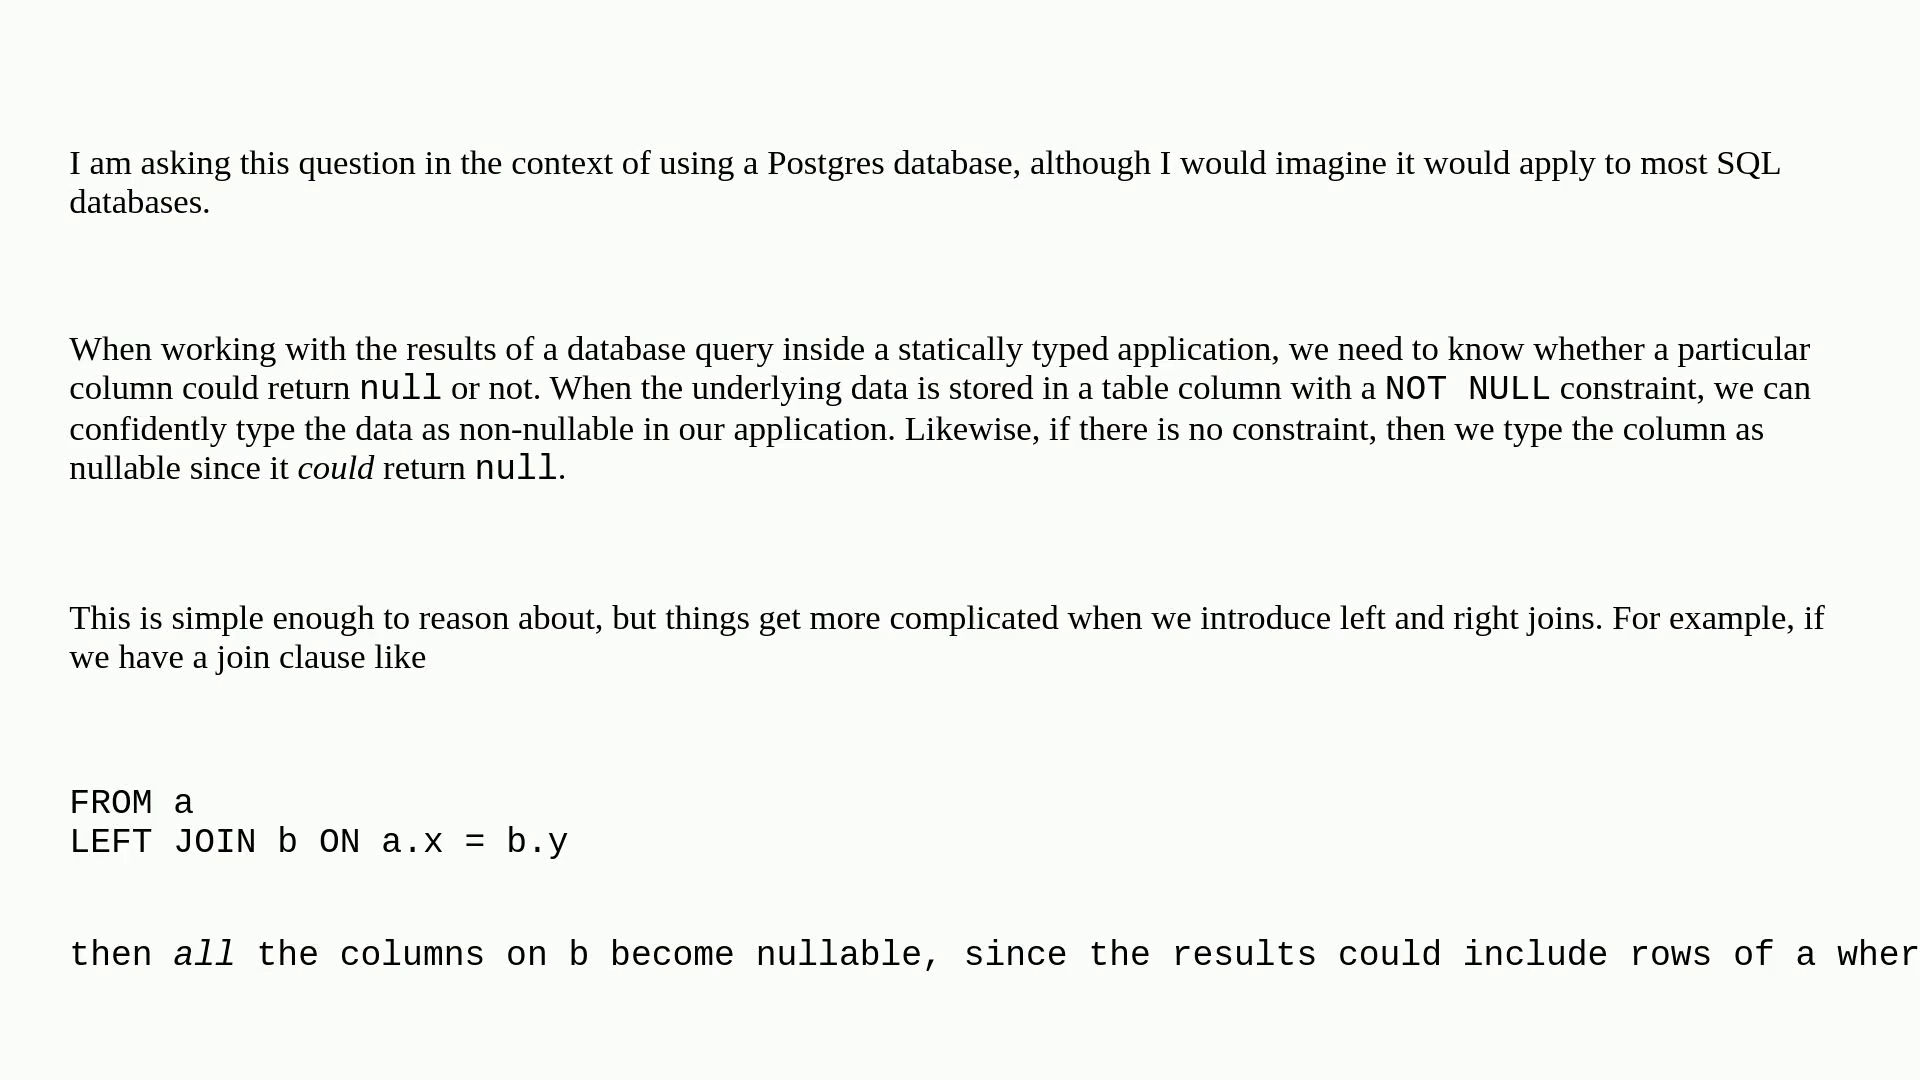 I am asking this question in the context of using a Postgres database, although I would imagine it would apply to most SQL
databases.
When working with the results of a database query inside a statically typed application, we need to know whether a particular
column could return null or not. When the underlying data is stored in a table column with a NOT NULL constraint, we can
confidently type the data as non-nullable in our application. Likewise, if there is no constraint, then we type the column as
nullable since it could return null.
This is simple enough to reason about, but things get more complicated when we introduce left and right joins. For example, if
we have a join clause like
FROM a
LEFT JOIN b ON a.x = b.y
then all the columns on b become nullable, since the results could include rows of a wher